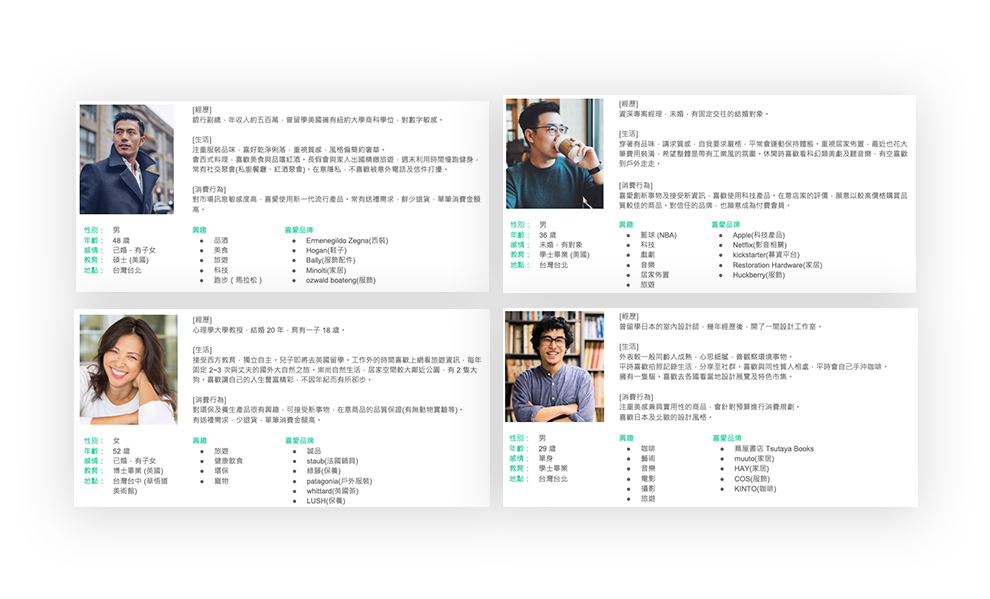 [經歷]
銀行副總，年收入約五百萬，曾留學美國擁有紐約大學商科學位，對數字敏感。
[生活]
注重服裝品味，喜好乾淨俐落，重視質感，風格偏簡約奢華。
會西式料理，喜歡美食與品嚐紅酒。長假會與家人出國精緻旅遊，週末利用時間慢跑健身，
常有社交聚會(私廚餐廳、紅酒聚會)。在意隱私，不喜歡被意外電話及信件打擾。
[消費行為]
對市場訊息敏感度高，喜愛使用新一代流行產品。常有送禮需求，鮮少退貨，單筆消費金額
高。
性別： 男
年齡： 48 歲
感情： 已婚，有子女
教育： 碩士 (美國)
地點： 台灣台北
興趣
● 品酒
● 美食
● 旅遊
● 科技
● 跑步（馬拉松）
喜愛品牌
● Ermenegildo Zegna(西裝)
● Hogan(鞋子)
● Bally(服飾配件)
● Minolti(家居)
● ozwald boateng(服飾)
[經歷]
資深專案經理，未婚，有固定交往的結婚對象。
[生活]
穿著有品味，講求質感，自我要求嚴格，平常會運動保持體態。重視居家佈置，最近也花大
筆費用裝潢，希望整體是帶有工業風的氛圍。休閒時喜歡看科幻類美劇及聽音樂，有空喜歡
到戶外走走。
[消費行為]
喜愛創新事物及接受新資訊，喜歡使用科技產品。在意店家的評價，願意以較高價格購買品
質較佳的商品。對信任的品牌，也願意成為付費會員。
性別： 男
年齡： 36 歲
感情： 未婚，有對象
教育： 學士畢業 (美國)
地點： 台灣台北
興趣
● 籃球 (NBA)
● 科技
● 戲劇
● 音樂
● 居家佈置
● 旅遊
喜愛品牌
● Apple(科技產品)
● Netflix(影音相關)
● kickstarter(募資平台)
● Restoration Hardware(家居)
● Huckberry(服飾)
[經歷]
心理學大學教授，結婚 20 年，育有一子 18 歲。
[生活]
接受西方教育，獨立自主。兒子即將去英國留學。工作外的時間喜歡上網看旅遊資訊，每年
固定 2~3 次與丈夫的國外大自然之旅。崇尚自然生活，居家空間較大鄰近公園，有 2 隻大
狗。喜歡讓自己的人生豐富精彩，不因年紀而有所卻步。
[消費行為]
對環保及養生產品很有興趣，可接受新事物，在意商品的品質保證(有無動物實驗等)。
有送禮需求，少退貨，單筆消費金額高。
性別： 女
年齡： 52 歲
感情： 已婚，有子女
教育： 博士畢業 (英國)
地點： 台灣台中 (草悟道
美術館)
興趣
● 旅遊
● 健康飲食
● 環保
● 寵物
喜愛品牌
● 誠品
● staub(法國鍋具)
● 綠藤(保養)
● patagonia(戶外服裝)
● whittard(英國茶)
● LUSH(保養)
[經歷]
曾留學日本的室內設計師，幾年經歷後，開了一間設計工作室。
[生活]
外表較一般同齡人成熟，心思細膩，善觀察環境事物。
平時喜歡拍照記錄生活，分享至社群。喜歡與同性質人相處，平時會自己手沖咖啡。
擁有一隻貓。喜歡去各國看當地設計展覽及特色市集。
[消費行為]
注重美感兼具實用性的商品，會針對預算進行消費規劃。
喜歡日本及北歐的設計風格。
性別： 男
年齡： 29 歲
感情： 單身
教育： 學士畢業
地點： 台灣台北
興趣
● 咖啡
● 藝術
● 音樂
● 電影
● 攝影
● 旅遊
喜愛品牌
● 蔦屋書店 Tsutaya Books
● muuto(家居)
● HAY(家居)
● COS(服飾)
● KINTO(咖啡)